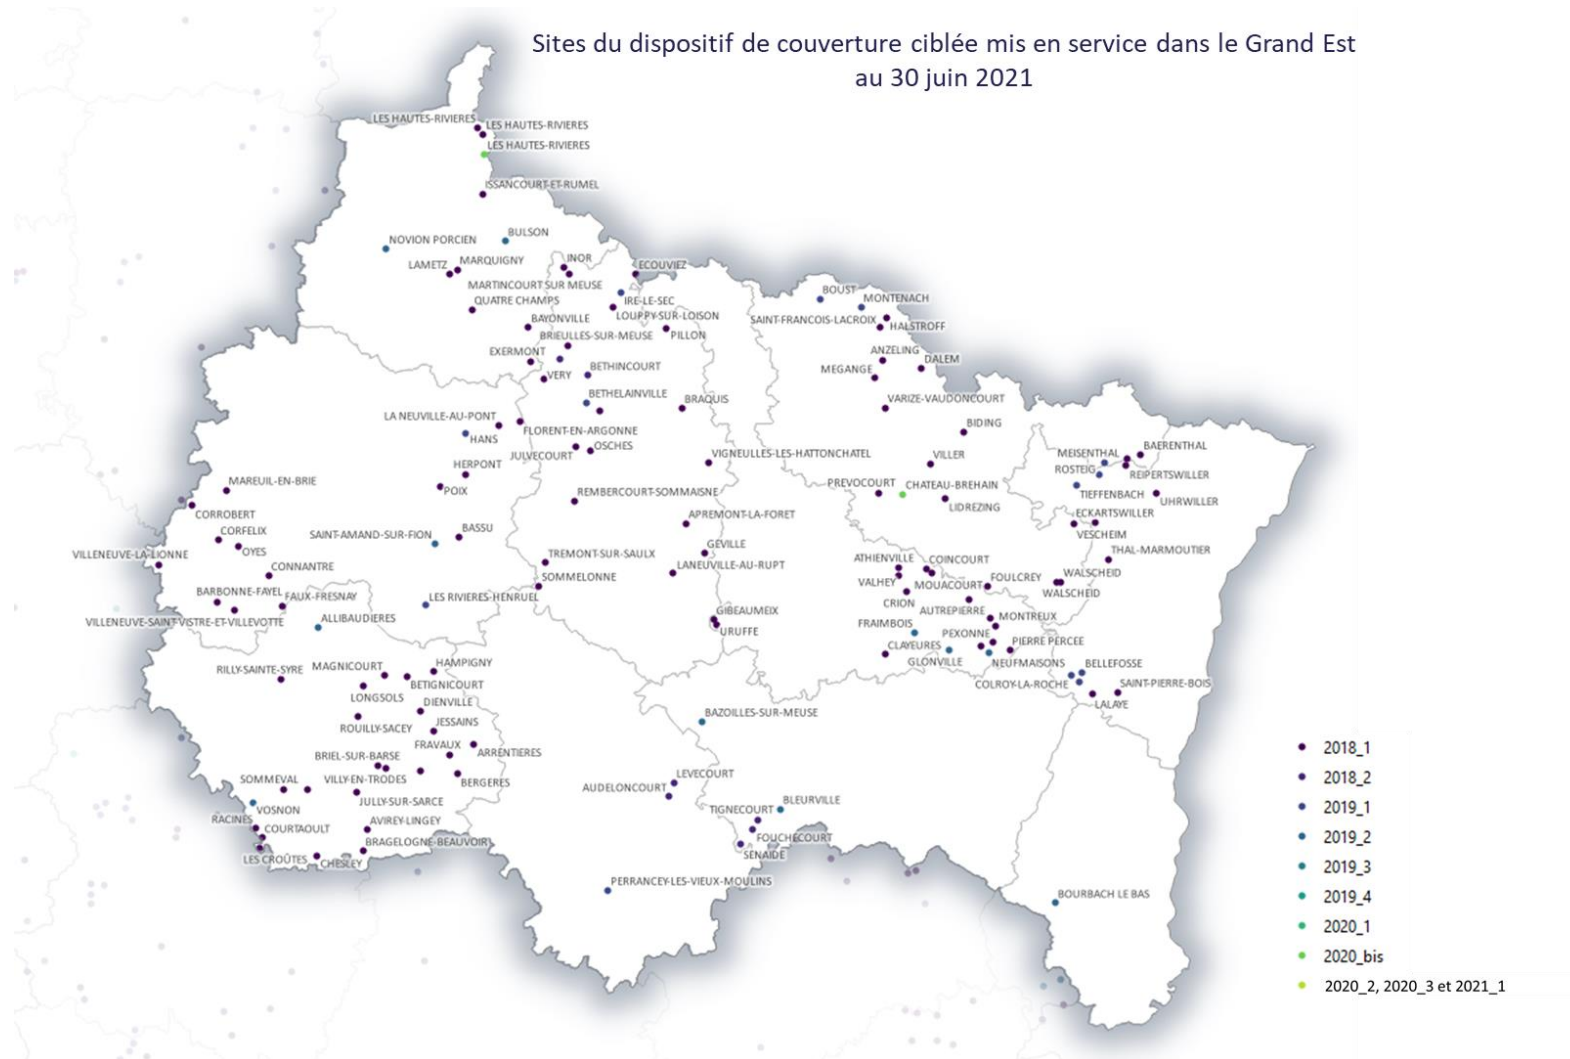 Sites du dispositif de couverture ciblée mis en service dans le Grand Est
au 30 juin 2021
LES HAUTES-RIVIERES
LES HAUTES-RIVIERES
LES HAUTES-RIVIERES
ISSANCOURT-ET-RUMEL
BULSON
NOVION PORCIEN
MARQUIGNY
LAMETZ
INOR
ECOUVIEZ
MARTINCOURT SUR MEUSE
QUATRE CHAMPS
IRE-LE-SEC
LOUPPY-SUR-LOISON
BAYONVILLE
BRIEULLES-SUR-MEUSE
PILLON
EXERMONT
VERY
BETHINCOURT
BETHELAINVILLE
BRAQUIS
BOUST
MONTENACH
SAINT-FRANCOIS-LACROIX
HALSTROFF
ANZELING
DALEM
MEGANGE
VARIZE-VAUDONCOURT
BIDING
LA NEUVILLE-AU-PONT
HANS
FLORENT-EN-ARGONNE
JULVECOURT
OSCHES
VIGNEULLES-LES-HATTONCHATEL
VILLER
MEISENTHAL
BAERENTHAL
ROSTEIG
REIPERTSWILLER
TIEFFENBACH
UHRWILLER
HERPONT
POIX
MAREUIL-EN-BRIE
CORROBERT
REMBERCOURT-SOMMAISNE
PREVOCOURT
CHATEAU-BREHAIN
LIDREZING
ECKARTSWILLER
VESCHEIM
APREMONT-LA-FORET
CORFELIX
OYES
SAINT-AMAND-SUR-FION
BASSU
VILLENEUVE-LA-LIONNE
CONNANTRE
TREMONT-SUR-SAULX
GEVILLE
LANEUVILLE-AU-RUPT
SOMMELONNE
ATHIENVILLE
COINCOURT
VALHEY
MOUACOURT
FOULCREY
THAL-MARMOUTIER
WALSCHEID
WALSCHEID
BARBONNE-FAYEL
FAUX-FRESNAY
LES RIVIERES-HENRUEL
CRION
AUTREPIERRE
VILLENEUVE-SAINT-VISTRE-ET-VILLEVOTTE
ALLIBAUDIERES
GIBEAUMEIX
URUFFE
FRAIMBOIS
MONTREUX
PEXONNE
PIERRE PERCEE
CLAYEURES
GLONVILLE
NEUFMAISONS
BELLEFOSSE
COLROY-LA-ROCHE
SAINT-PIERRE-BOIS
LALAYE
RILLY-SAINTE-SYRE
MAGNICOURT
HAMPIGNY
BETIGNICOURT
LONGSOLS
DIENVILLE
ROUILLY-SACEY
JESSAINS
BAZOILLES-SUR-MEUSE
FRAVAUX
ARRENTIERES
BRIEL-SUR-BARSE
SOMMEVAL
VILLY-EN-TRODES
BERGERES
LEVECOURT
AUDELONCOURT
VOSNON
JULLY-SUR-SARCE
TIGNECOURT
BLEURVILLE
RACINES
COURTAOULT
AVIREY-LINGEY
FOUCHECOURT
BRAGELOGNE-BEAUVOIR
SENAIDE
LES CROÛTES
CHESLEY
PERRANCEY-LES-VIEUX-MOULINS
BOURBACH LE BAS
2018_1
2018_2
2019_1
2019_2
2019_3
2019_4
2020_1
2020_bis
2020_2, 2020_3 et 2021_1